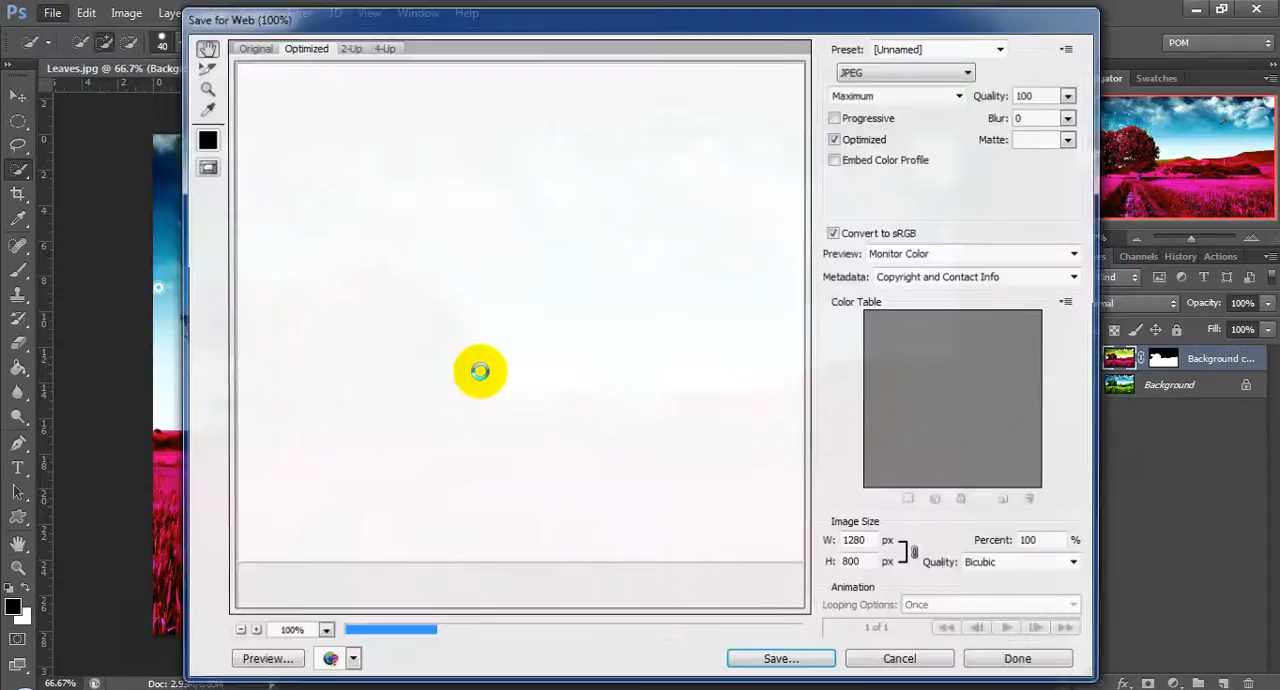 Ps File Edit Image Laye 3D View Window Help
Save for Web (100%)
40
POM
Leaves.jpg @ 66.7% (Backg
Swatches
Original Optimized 2-Up 4-Up
Preset: [Unnamed]
JPEG
Maximum Quality: 100
Progressive Blur: 0
Optimized Matte:
Embed Color Profile
Convert to sRGB
Preview: Monitor Color
Metadata: Copyright and Contact Info
Color Table
Channels History Actions
Opacity: 100%
Fill: 100%
Background c...
Background
Image Size
W: 1280 px Percent: 100 %
H: 800 px Quality: Bicubic
Animation
Looping Options: Once
1 of 1
100%
Preview... Save... Cancel Done
66.67%
fx